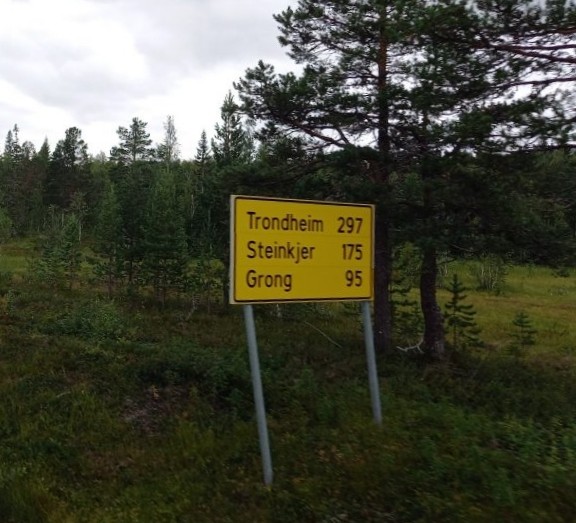 Trondheim 297
Steinkjer 175
Grong 95